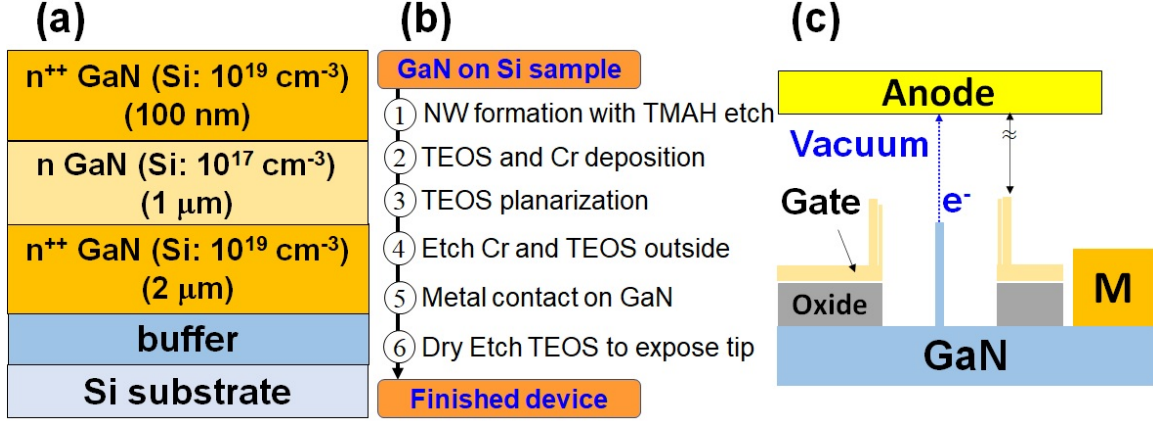 (a)
n⁺⁺ GaN (Si: 10¹⁹ cm⁻³)
(100 nm)
n GaN (Si: 10¹⁷ cm⁻³)
(1 μm)
n⁺⁺ GaN (Si: 10¹⁹ cm⁻³)
(2 μm)
buffer
Si substrate
(b)
GaN on Si sample
1 NW formation with TMAH etch
2 TEOS and Cr deposition
3 TEOS planarization
4 Etch Cr and TEOS outside
5 Metal contact on GaN
6 Dry Etch TEOS to expose tip
Finished device
(c)
Anode
Vacuum
≈
Gate
e⁻
Oxide
M
GaN